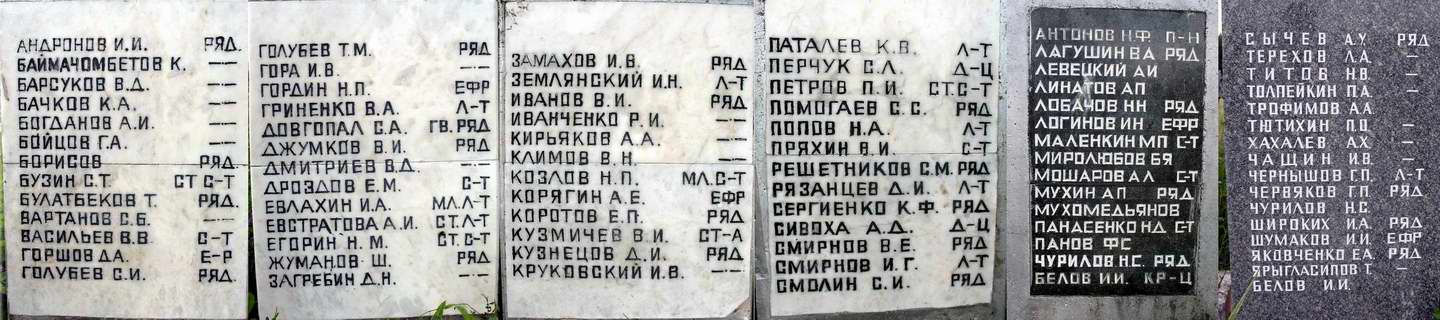 АНДРОНОВ И.И. РЯД.
БАЙМАЧОМБЕТОВ К. —
БАРСУКОВ В.Д. —
БАЧКОВ К.А. —
БОГДАНОВ А.И. —
БОЙЦОВ Г.А. —
БОРИСОВ РЯД.
БУЗИН С.Т. СТ С-Т
БУЛАТБЕКОВ Т. РЯД.
ВАРТАНОВ С.Б. —
ВАСИЛЬЕВ В.В. С-Т
ГОРШОВ Д.А. Е-Р
ГОЛУБЕВ С.И. РЯД.
ГОЛУБЕВ Т.М. РЯД
ГОРА И.В. —
ГОРДИН Н.П. ЕФР
ГРИНЕНКО В.А. Л-Т
ДОВГОПАЛ С.А. ГВ.РЯД
ДЖУМКОВ В.И. РЯД
ДМИТРИЕВ В.Д. —
ДРОЗДОВ Е.М. С-Т
ЕВЛАХИН И.А. МЛ.Л-Т
ЕВСТРАТОВА А.И. СТ.Л-Т
ЕГОРИН Н.М. СТ.С-Т
ЖУМАНОВ Ш. РЯД
ЗАГРЕБИН Д.Н. —
ЗАМАХОВ И.В. РЯД
ЗЕМЛЯНСКИЙ И.Н. Л-Т
ИВАНОВ В.И. РЯД
ИВАНЧЕНКО Р.И. —
КИРЬЯКОВ А.А. —
КЛИМОВ В.Н. —
КОЗЛОВ Н.П. МЛ.С-Т
КОРЯГИН А.Е. ЕФР
КОРОТОВ Е.П. РЯД
КУЗМИЧЕВ В.И. СТ-А
КУЗНЕЦОВ Д.И. РЯД
КРУКОВСКИЙ И.В. —
ПАТАЛЕВ К.В. Л-Т
ПЕРЧУК С.Л. Д-Ц
ПЕТРОВ П.И. СТ.С-Т
ПОМОГАЕВ С.С. РЯД
ПОПОВ Н.А. Л-Т
ПРЯХИН В.И. С-Т
РЕШЕТНИКОВ С.М. РЯД
РЯЗАНЦЕВ Д.И. Л-Т
СЕРГИЕНКО К.Ф. РЯД
СИВОХА А.Д. Д-Ц
СМИРНОВ В.Е. РЯД
СМИРНОВ И.Г. Л-Т
СМОЛИН С.И. РЯД
АНТОНОВ Н Ф П-Н
ЛАГУШИН В А РЯД
ЛЕВЕЦКИЙ А И
ЛИНАТОВ А П
ЛОБАЧОВ Н Н РЯД
ЛОГИНОВ И Н ЕФР
МАЛЕНКИН М П С-Т
МИРОЛЮБОВ Б Я
МОШАРОВ А Л С-Т
МУХИН А П РЯД
МУХОМЕДЬЯНОВ
ПАНАСЕНКО Н Д С-Т
ПАНОВ Ф С
ЧУРИЛОВ Н.С. РЯД
БЕЛОВ И.И. КР-Ц
СЫЧЕВ А.У. РЯД
ТЕРЕХОВ Л.А. —
ТИТОВ Н.В. —
ТОЛПЕЙКИН П.А. —
ТРОФИМОВ А.А.
ТЮТИХИН П.О. —
ХАХАЛЕВ А.Х. —
ЧАЩИН И.В. —
ЧЕРНЫШОВ Г.П. Л-Т
ЧЕРВЯКОВ Г.П. РЯД
ЧУРИЛОВ Н.С.
ШИРОКИХ И.А. РЯД
ШУМАКОВ И.И. ЕФР
ЯКОВЧЕНКО Е.А. РЯД
ЯРЫГЛАСИПОВ Т. —
БЕЛОВ И.И.